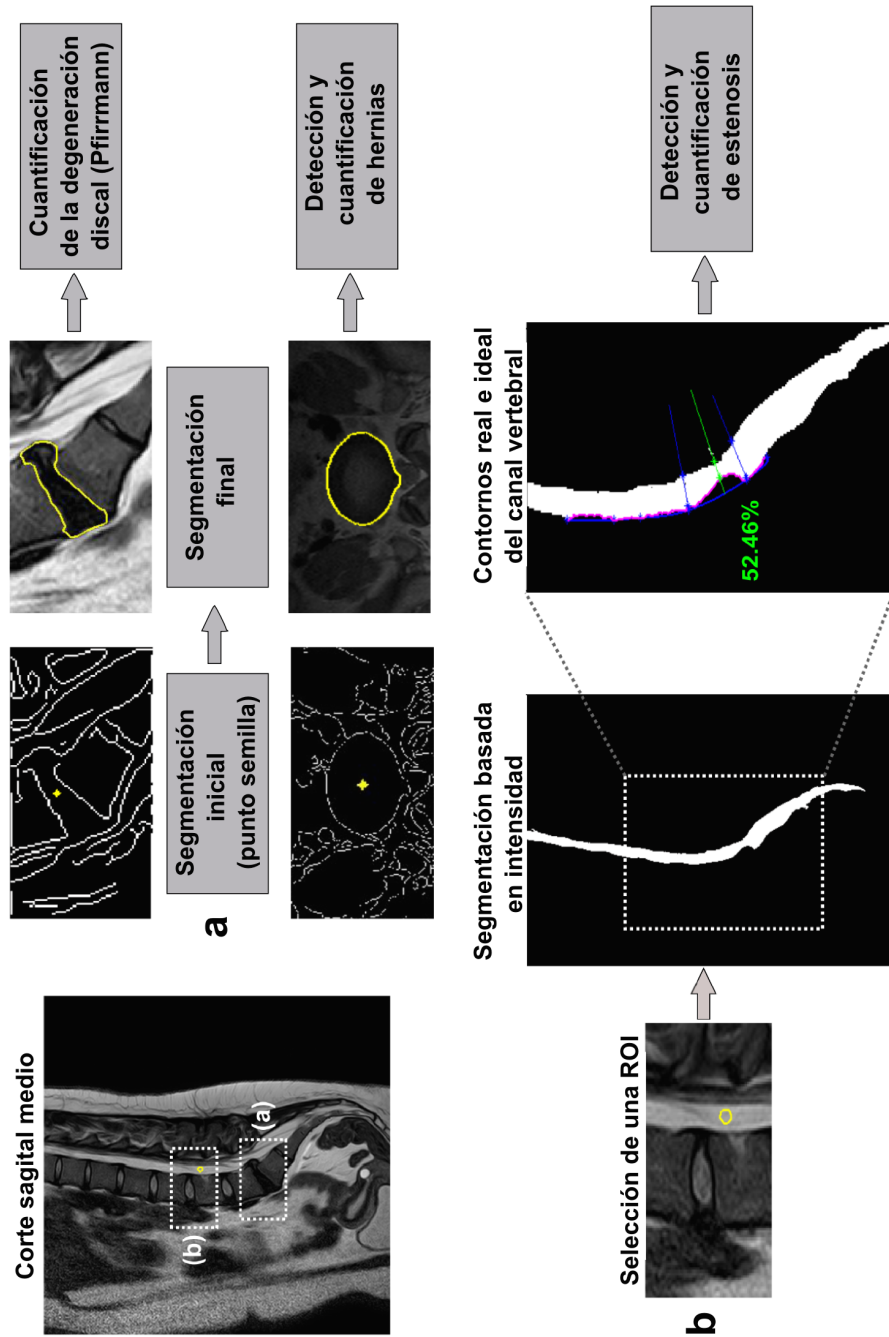 Corte sagital medio
(b)
(a)
a
Segmentación
inicial
(punto semilla)
Segmentación
final
Cuantificación
de la degeneración
discal (Pfirrmann)
Detección y
cuantificación
de hernias
b
Selección de una ROI
Segmentación basada
en intensidad
Contornos real e ideal
del canal vertebral
52.46%
Detección y
cuantificación
de estenosis